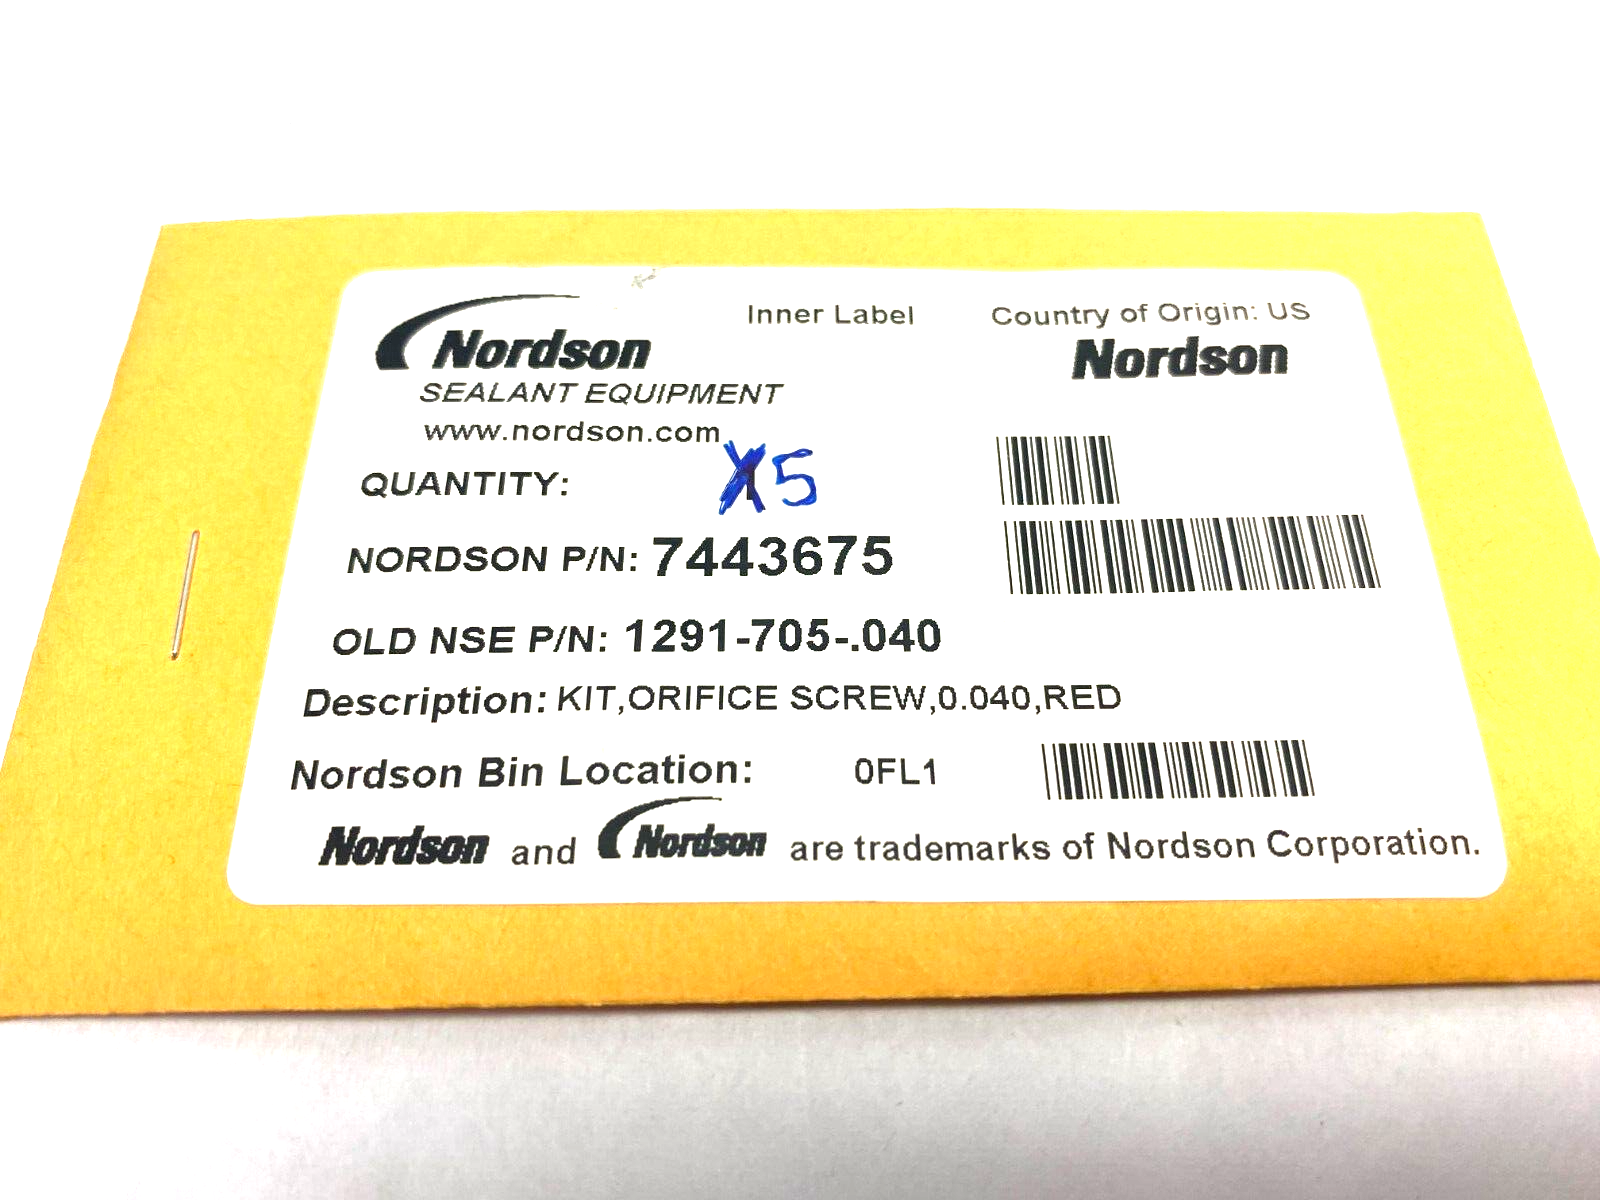 Nordson
SEALANT EQUIPMENT
www.nordson.com
Inner Label
Country of Origin: US
Nordson
QUANTITY: 5
NORDSON P/N: 7443675
OLD NSE P/N: 1291-705-.040
Description: KIT,ORIFICE SCREW,0.040,RED
Nordson Bin Location: 0FL1
Nordson and Nordson are trademarks of Nordson Corporation.